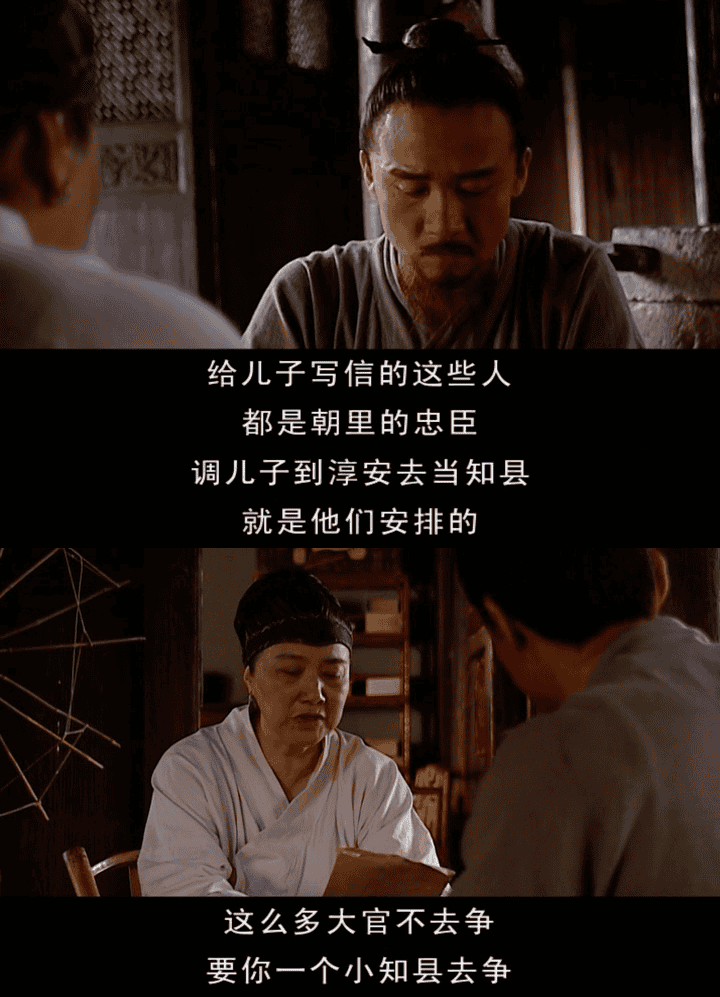 给儿子写信的这些人
都是朝里的忠臣
调儿子到淳安去当知县
就是他们安排的
这么多大官不去争
要你一个小知县去争